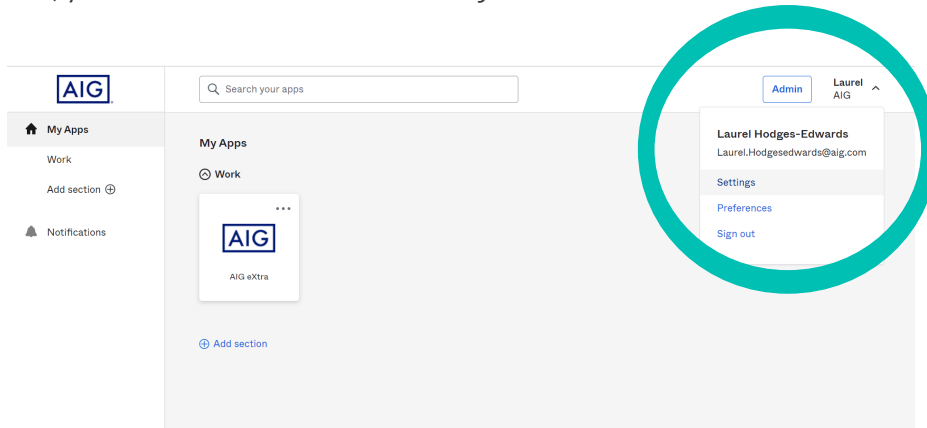 AIG
Search your apps
Admin
Laurel
AIG
My Apps
Work
Add section
Notifications
My Apps
Work
AIG
AIG eXtra
Add section
Laurel Hodges-Edwards
Laurel.Hodgesedwards@aig.com
Settings
Preferences
Sign out